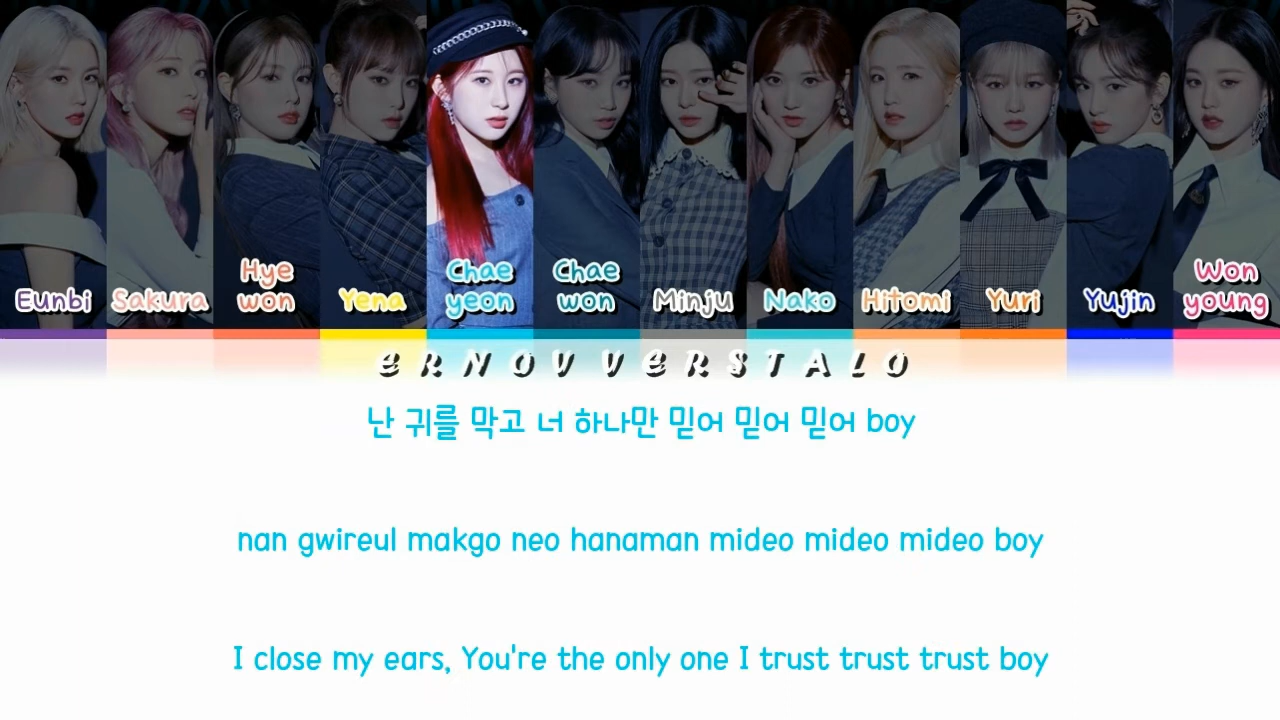 Eunbi
Sakura
Hye
won
Yena
Chae
yeon
Chae
won
Minju
Nako
Hitomi
Yuri
Yujin
Won
young
ERNOV VERSTALO
난 귀를 막고 너 하나만 믿어 믿어 믿어 boy
nan gwireul makgo neo hanaman mideo mideo mideo boy
I close my ears, You're the only one I trust trust trust boy